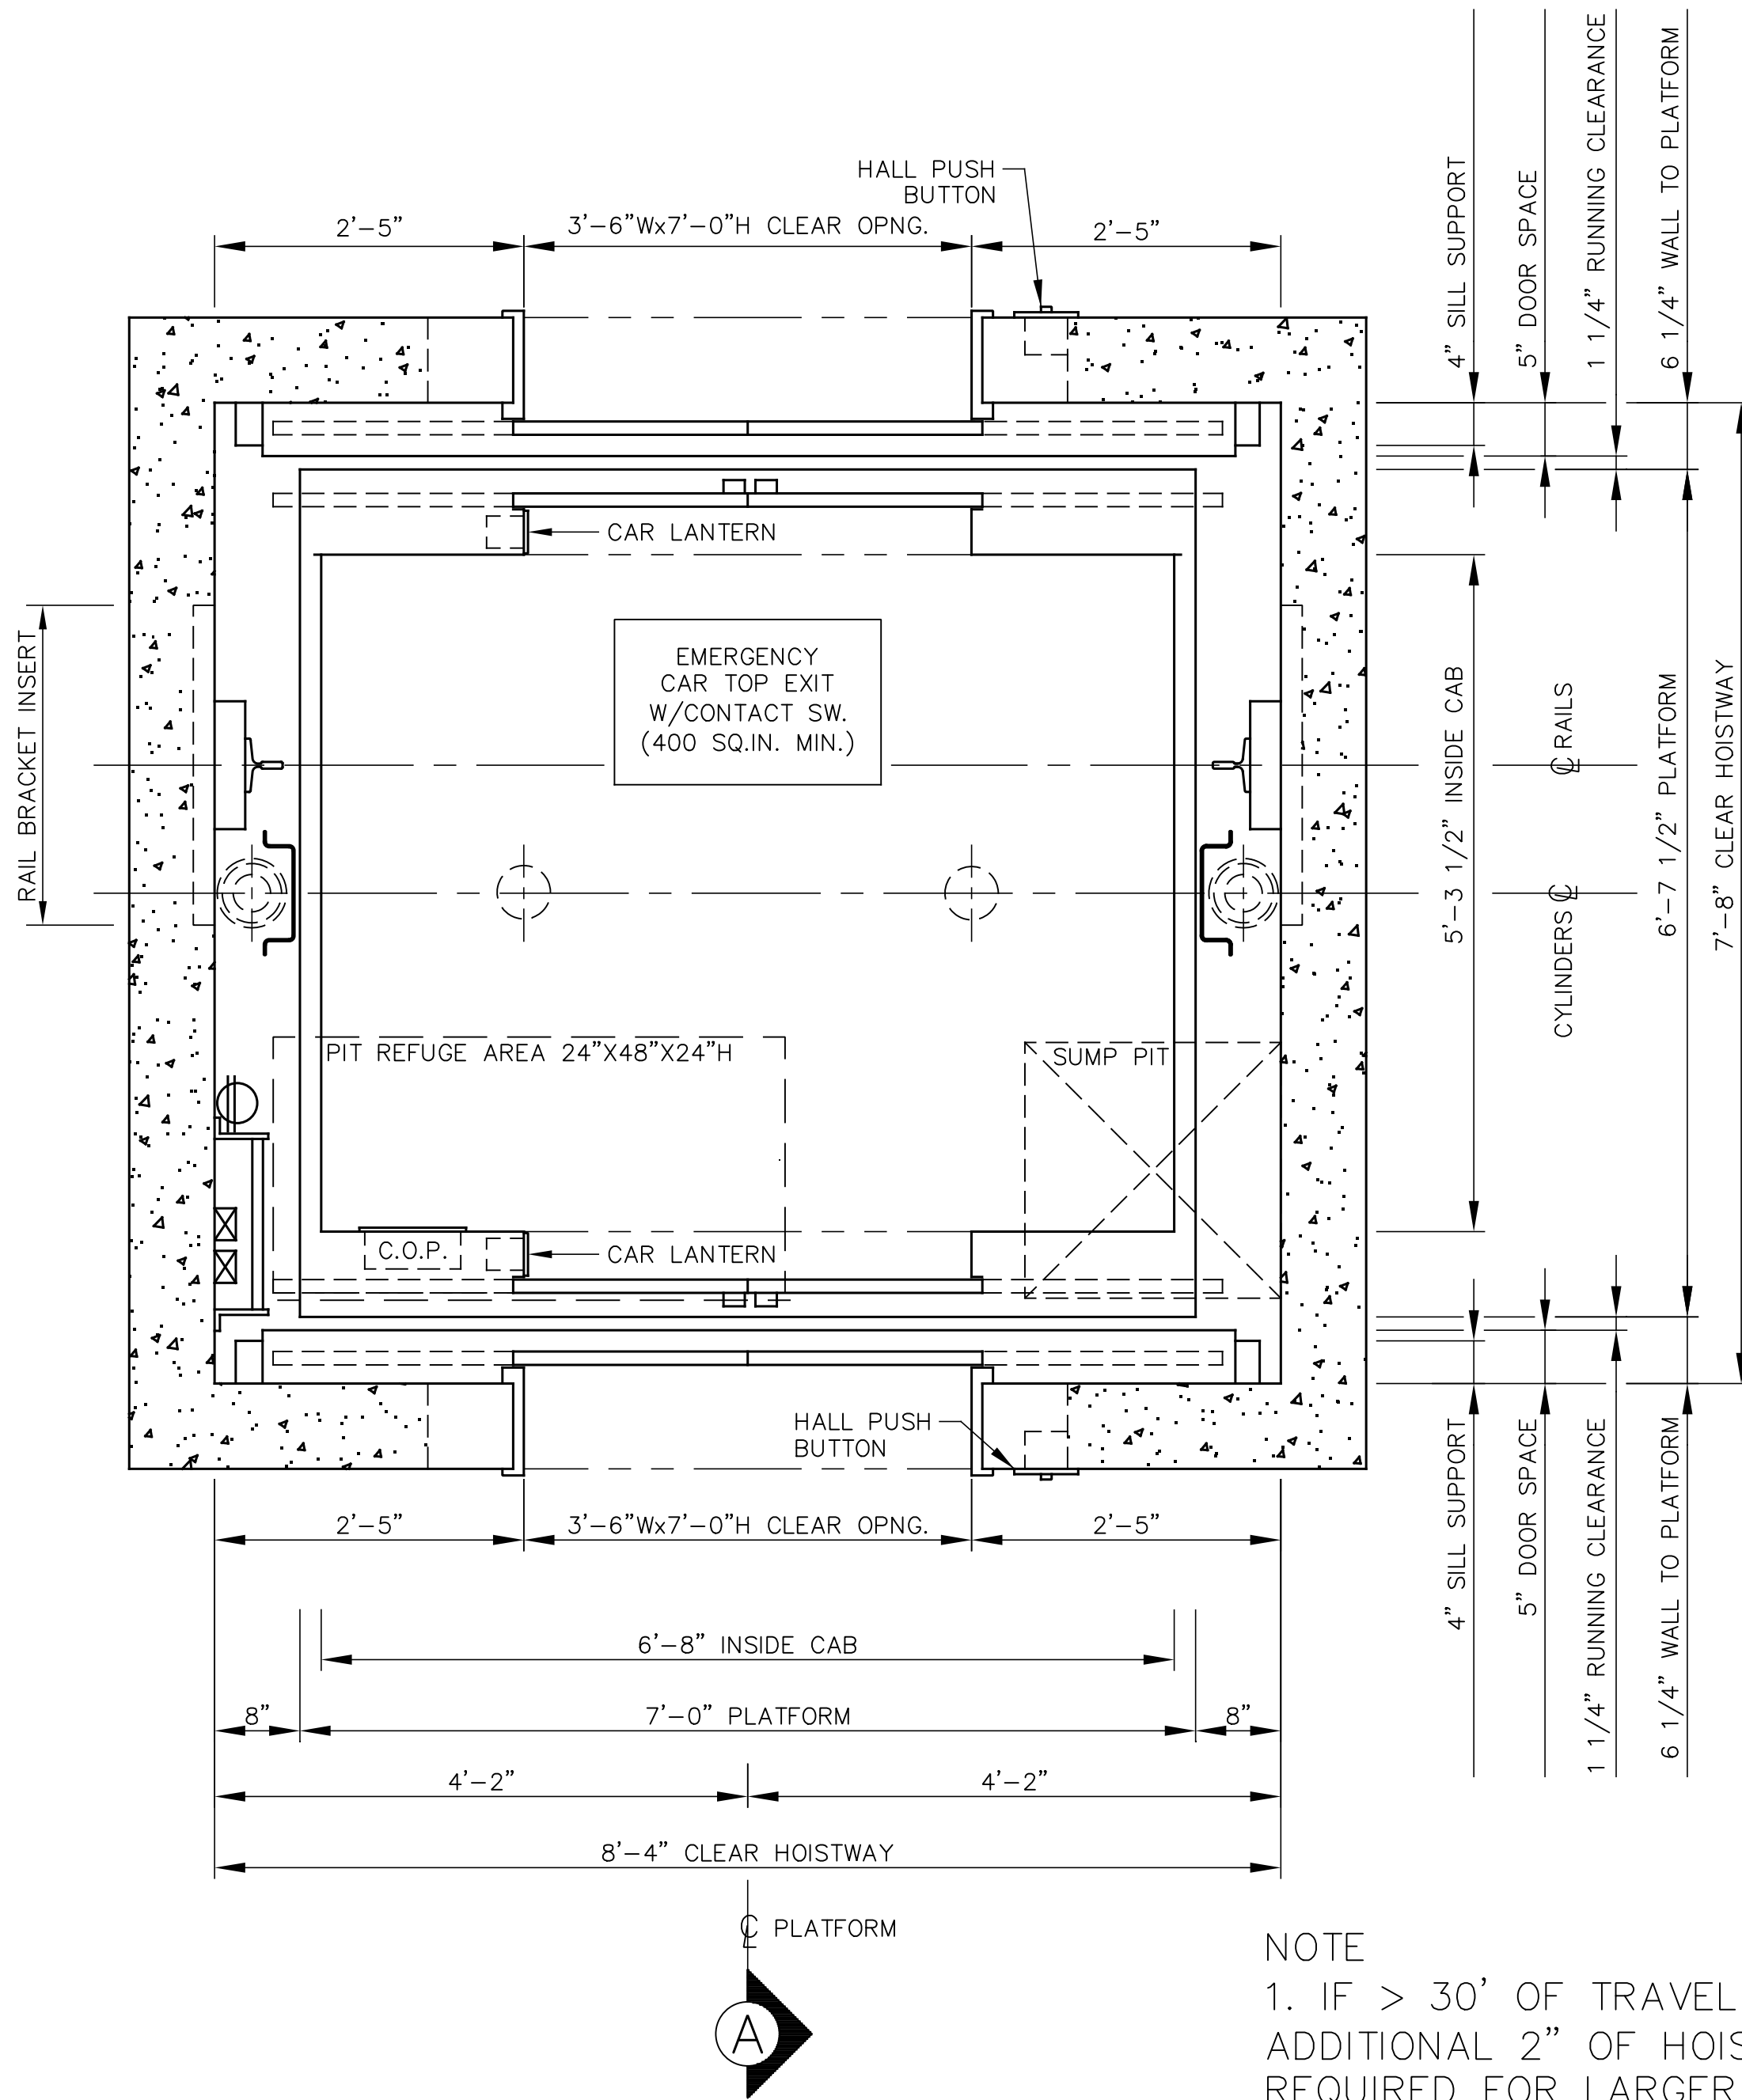 HALL PUSH
BUTTON
2'-5"
3'-6"Wx7'-0"H CLEAR OPNG.
2'-5"
4" SILL SUPPORT
5" DOOR SPACE
1 1/4" RUNNING CLEARANCE
6 1/4" WALL TO PLATFORM
CAR LANTERN
EMERGENCY
CAR TOP EXIT
W/CONTACT SW.
(400 SQ.IN. MIN.)
RAIL BRACKET INSERT
5'-3 1/2" INSIDE CAB
℄ RAILS
CYLINDERS ℄
6'-7 1/2" PLATFORM
7'-8" CLEAR HOISTWAY
PIT REFUGE AREA 24"X48"X24"H
SUMP PIT
C.O.P.
CAR LANTERN
HALL PUSH
BUTTON
4" SILL SUPPORT
5" DOOR SPACE
1 1/4" RUNNING CLEARANCE
6 1/4" WALL TO PLATFORM
2'-5"
3'-6"Wx7'-0"H CLEAR OPNG.
2'-5"
6'-8" INSIDE CAB
8"
7'-0" PLATFORM
8"
4'-2"
4'-2"
8'-4" CLEAR HOISTWAY
℄ PLATFORM
A
NOTE
1. IF > 30' OF TRAVEL
ADDITIONAL 2" OF HOIS
REQUIRED FOR LARGER